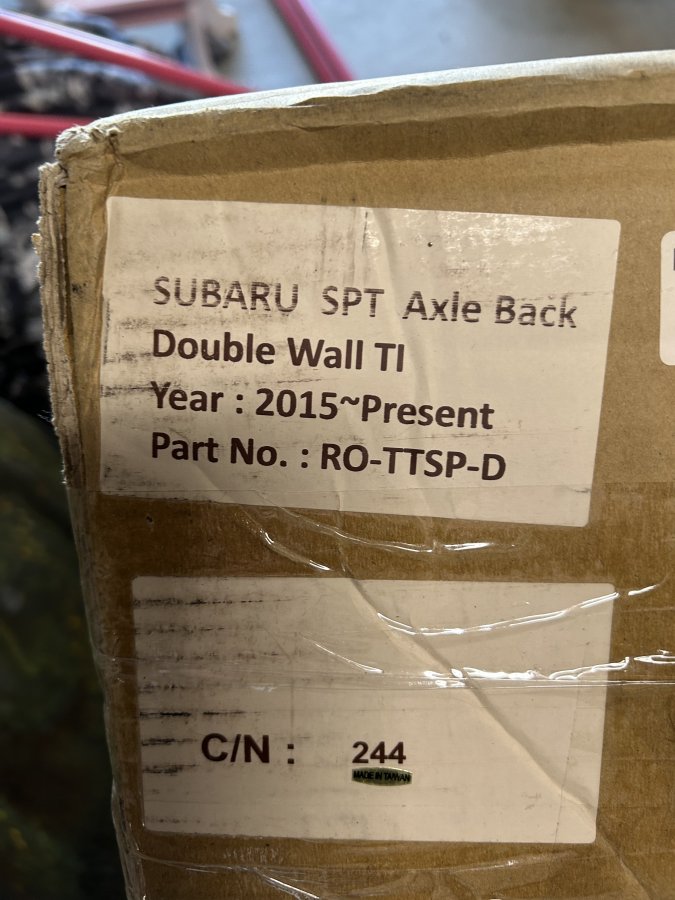 SUBARU SPT Axle Back
Double Wall TI
Year : 2015~Present
Part No. : RO-TTSP-D
C/N : 244
MADE IN TAIWAN